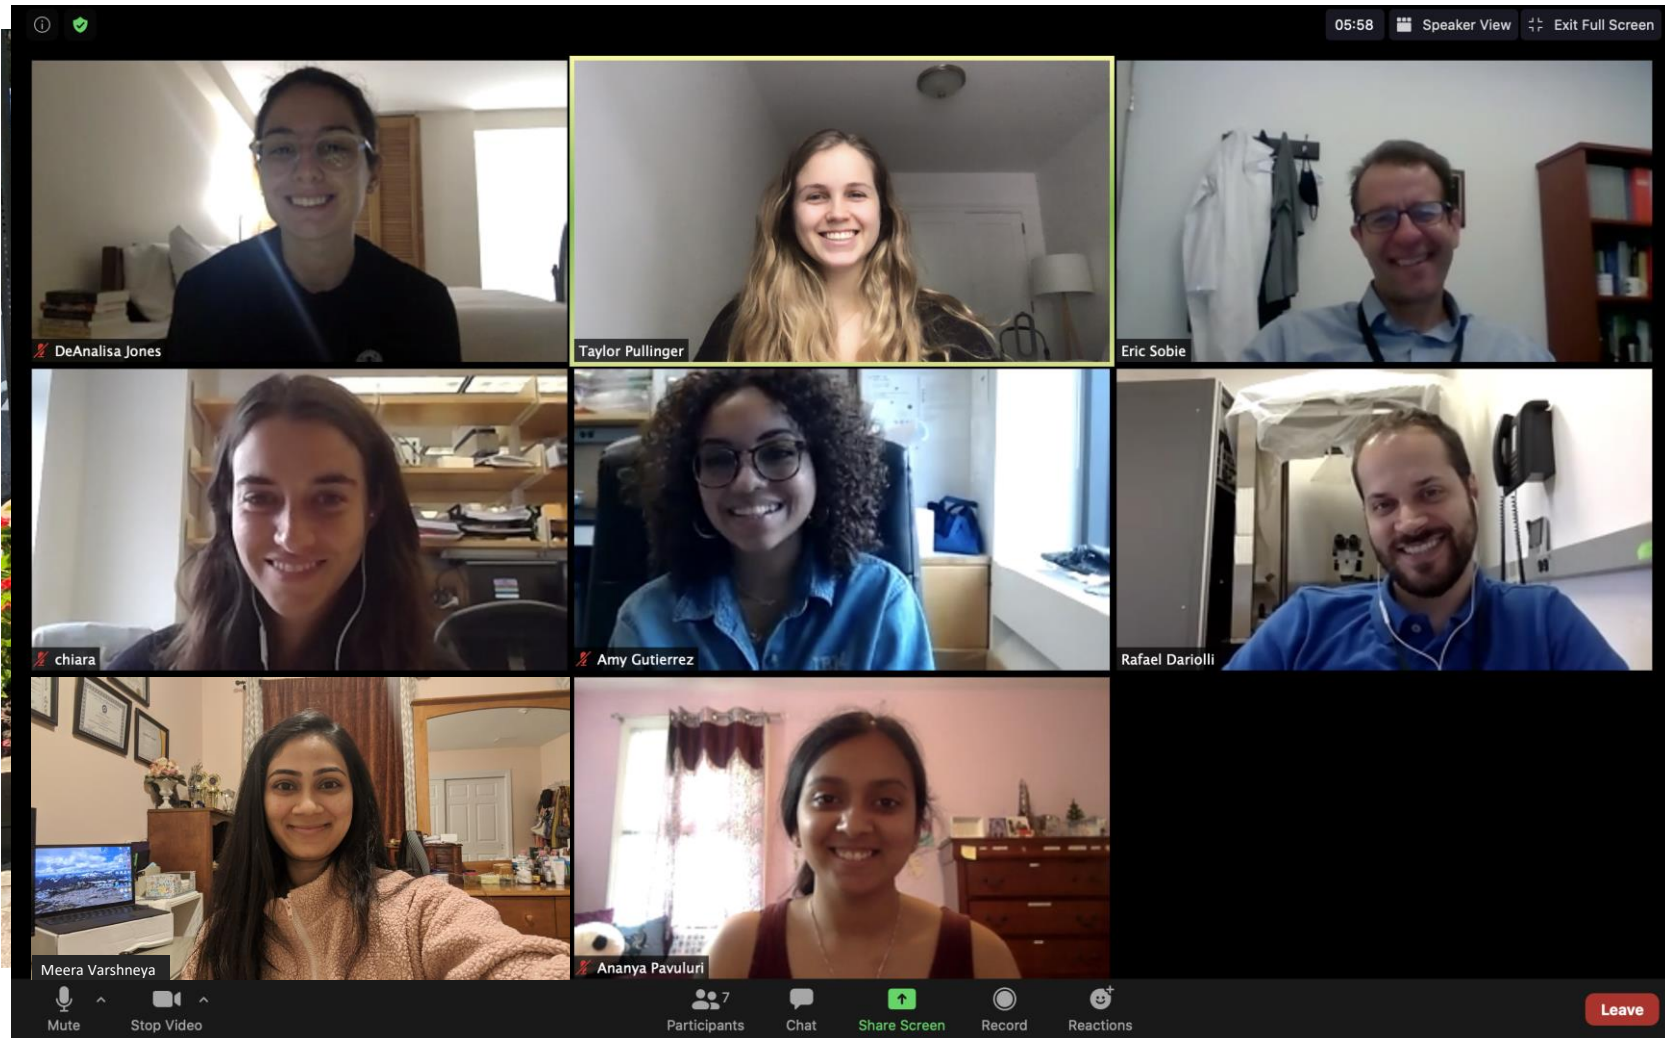 05:58 Speaker View Exit Full Screen
DeAnalisa Jones
Taylor Pullinger
Eric Sobie
chiara
Amy Gutierrez
Rafael Dariolli
Meera Varshneya
Ananya Pavuluri
7
Mute Stop Video Participants Chat Share Screen Record Reactions Leave